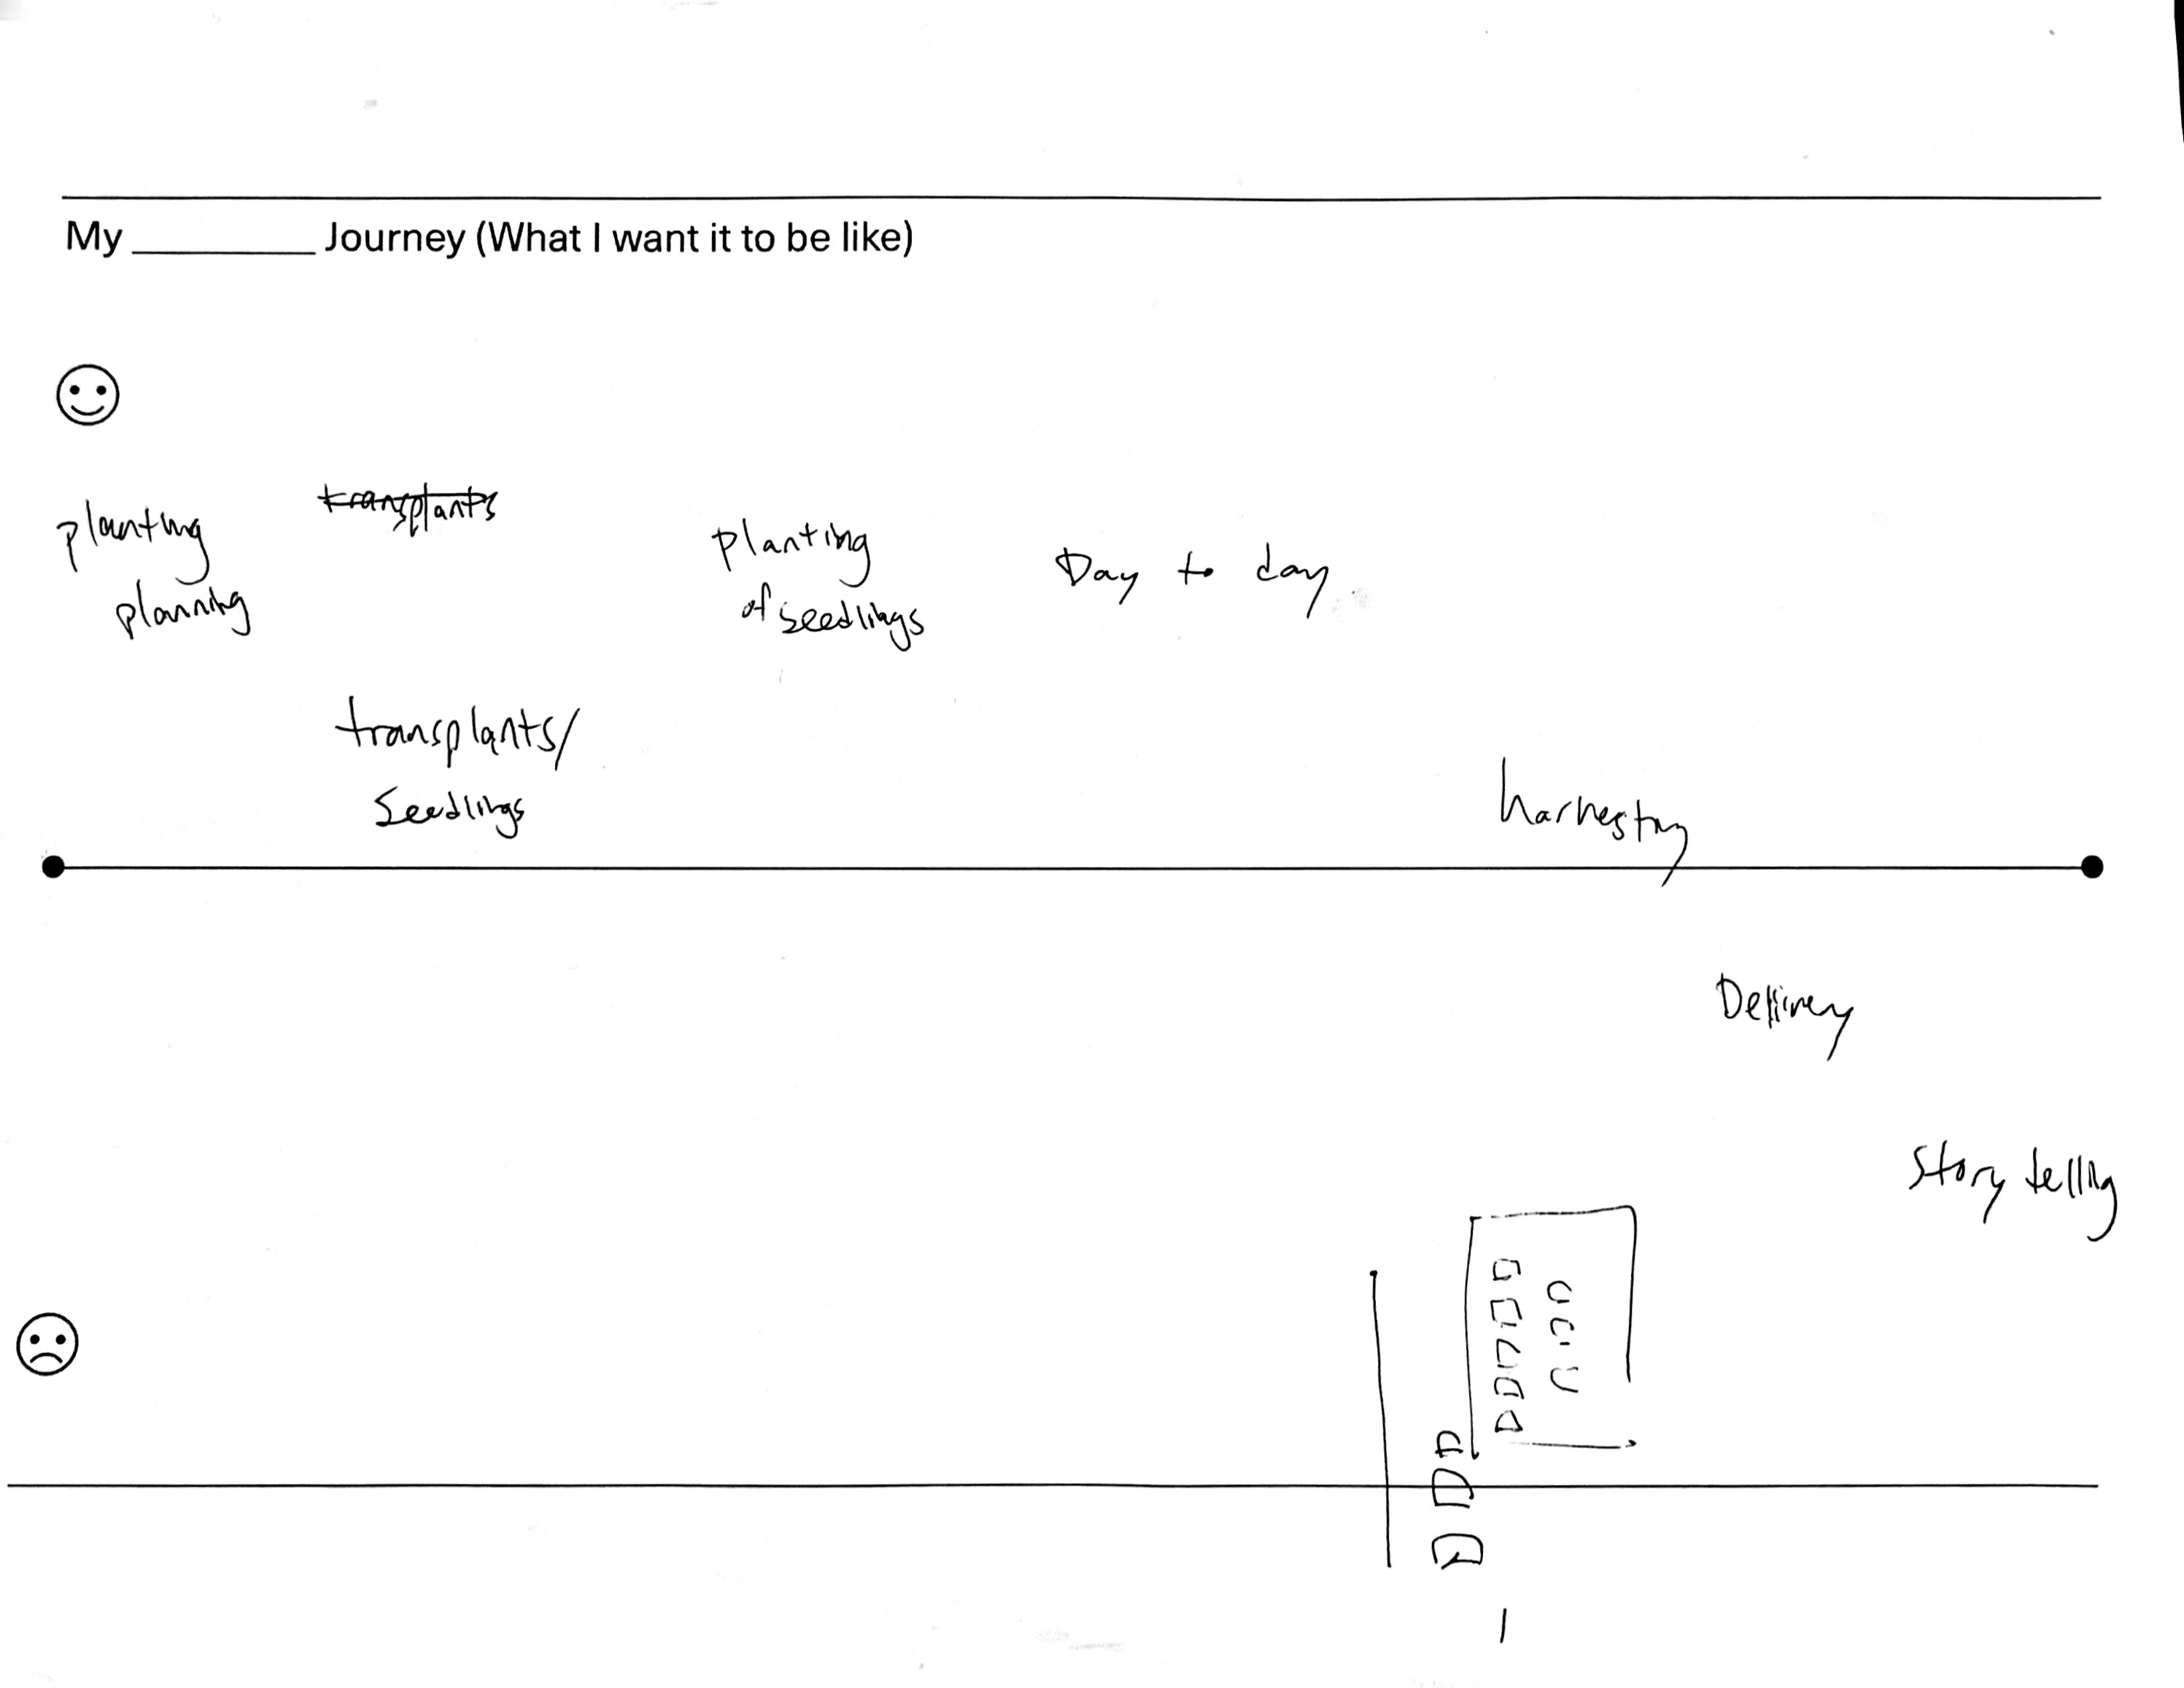 My _________ Journey (What I want it to be like)
planting
planning
transplants
transplants/
Seedlings
planting
of seedlings
Day to day
harvesting
Delivery
Story telling